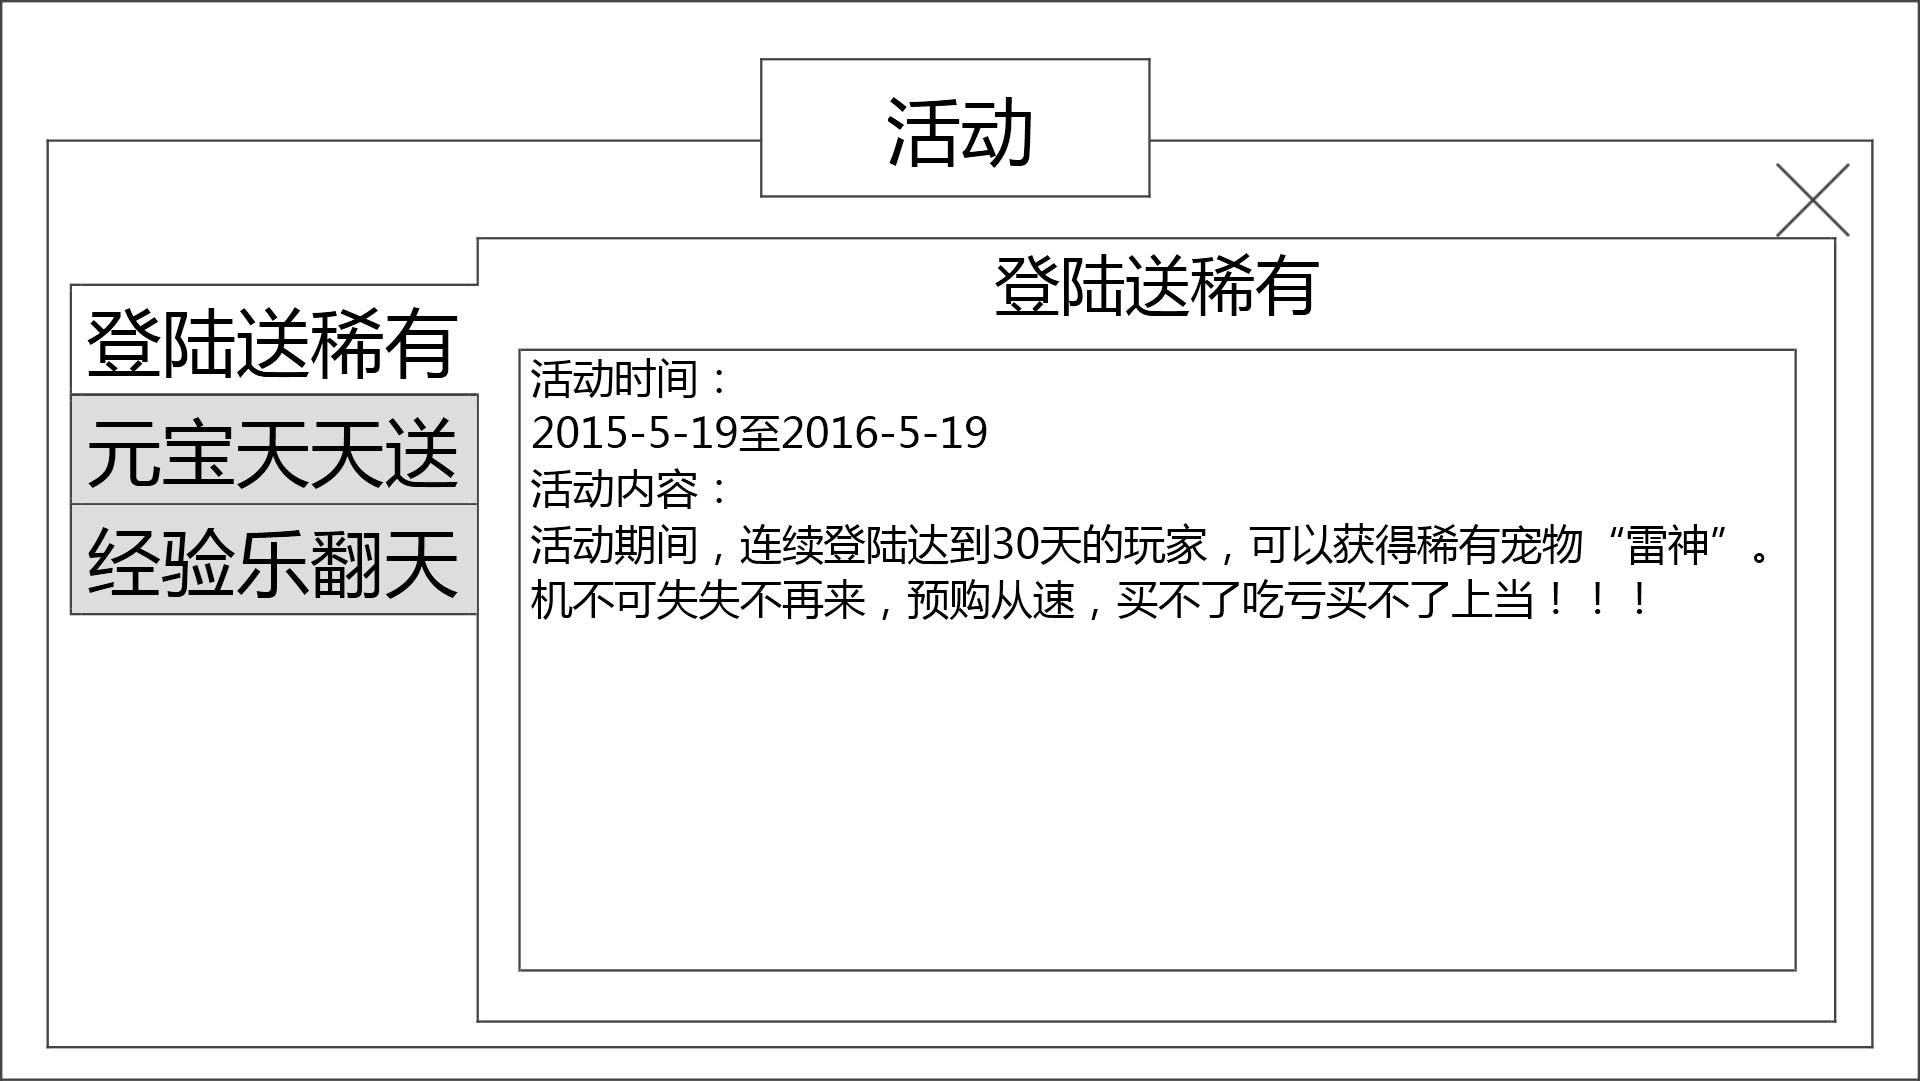 活动
登陆送稀有
元宝天天送
经验乐翻天
登陆送稀有
活动时间：
2015-5-19至2016-5-19
活动内容：
活动期间，连续登陆达到30天的玩家，可以获得稀有宠物“雷神”。
机不可失失不再来，预购从速，买不了吃亏买不了上当！！！